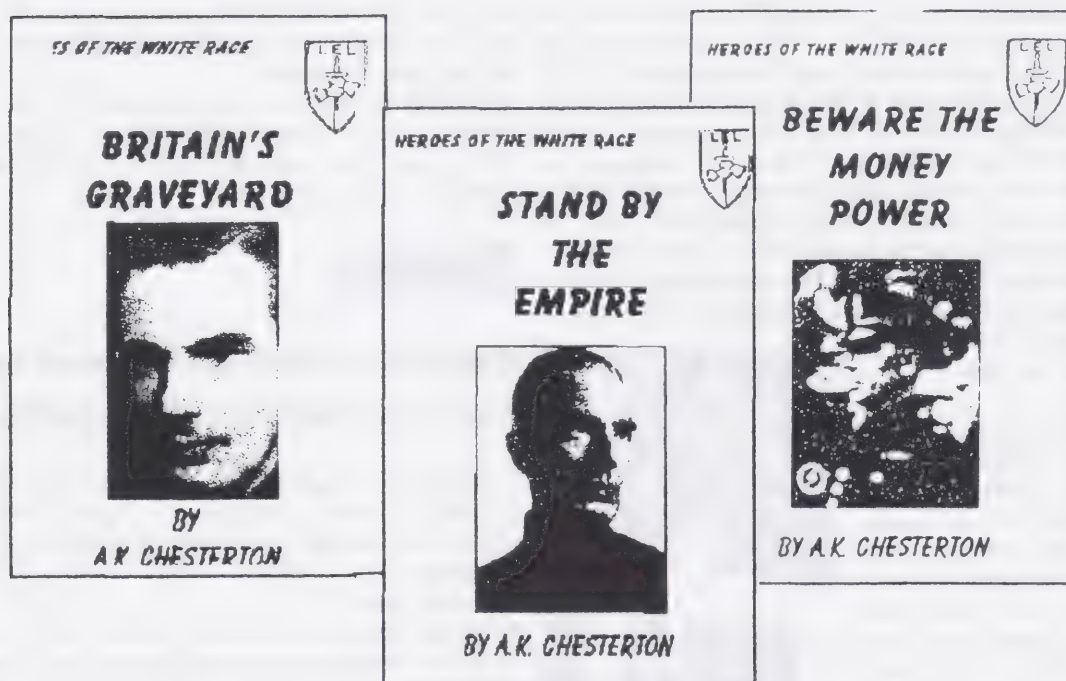 ES OF THE WHITE RACE
BRITAIN'S
GRAVEYARD
BY
A.K. CHESTERTON
HEROES OF THE WHITE RACE
L E L
STAND BY
THE
EMPIRE
BY A.K. CHESTERTON
HEROES OF THE WHITE RACE
L E L
BEWARE THE
MONEY
POWER
BY A.K. CHESTERTON